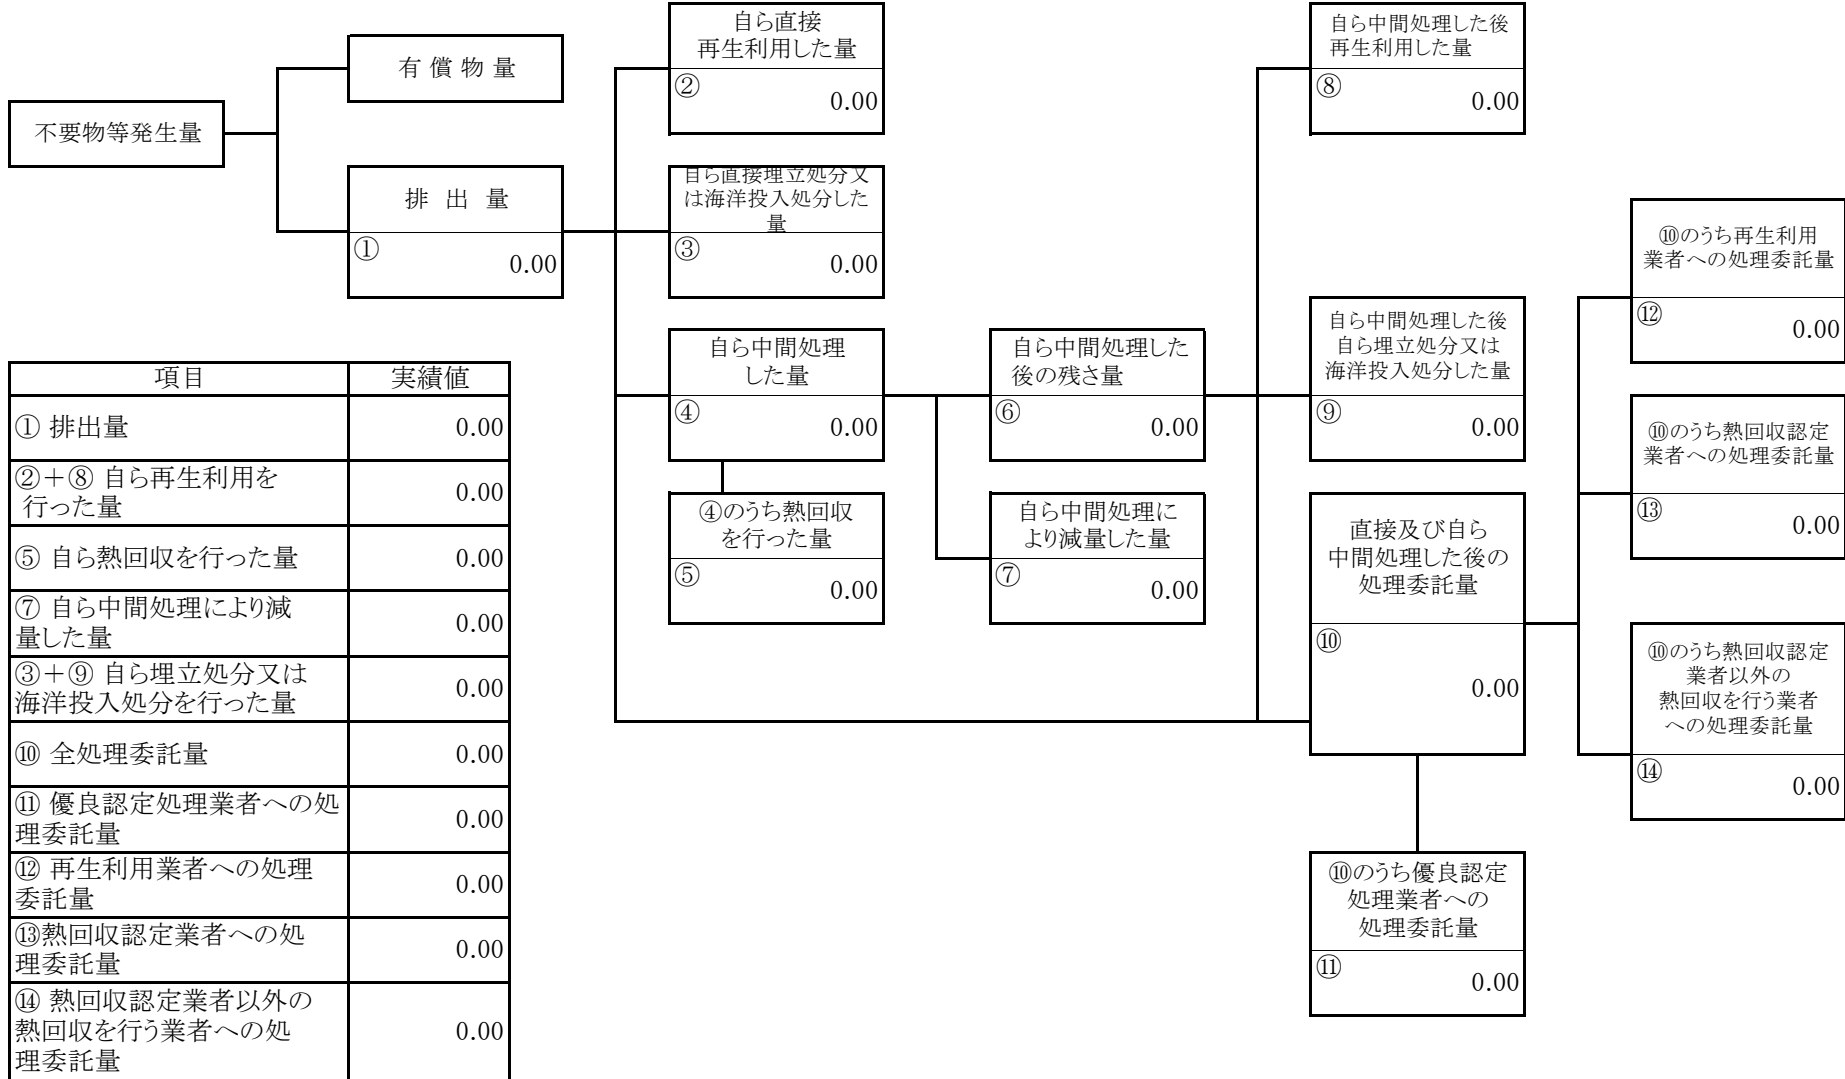 不要物等発生量
有 償 物 量
排 出 量
①
0.00
自ら直接
再生利用した量
②
0.00
自ら直接埋立処分又
は海洋投入処分した
量
③
0.00
自ら中間処理
した量
④
0.00
④のうち熱回収
を行った量
⑤
0.00
自ら中間処理した
後の残さ量
⑥
0.00
自ら中間処理に
より減量した量
⑦
0.00
自ら中間処理した後
再生利用した量
⑧
0.00
自ら中間処理した後
自ら埋立処分又は
海洋投入処分した量
⑨
0.00
直接及び自ら
中間処理した後の
処理委託量
⑩
0.00
⑩のうち優良認定
処理業者への
処理委託量
⑪
0.00
⑩のうち再生利用
業者への処理委託量
⑫
0.00
⑩のうち熱回収認定
業者への処理委託量
⑬
0.00
⑩のうち熱回収認定
業者以外の
熱回収を行う業者
への処理委託量
⑭
0.00
項目 実績値
① 排出量 0.00
②＋⑧ 自ら再生利用を
行った量 0.00
⑤ 自ら熱回収を行った量 0.00
⑦ 自ら中間処理により減
量した量 0.00
③＋⑨ 自ら埋立処分又は
海洋投入処分を行った量 0.00
⑩ 全処理委託量 0.00
⑪ 優良認定処理業者への処
理委託量 0.00
⑫ 再生利用業者への処理
委託量 0.00
⑬熱回収認定業者への処
理委託量 0.00
⑭ 熱回収認定業者以外の
熱回収を行う業者への処
理委託量 0.00